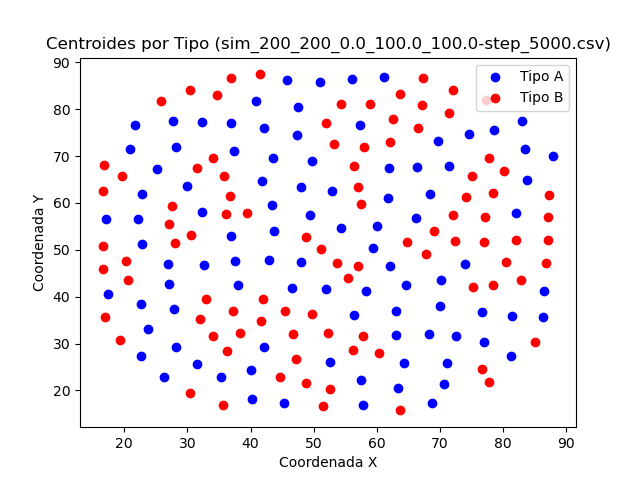 Centroides por Tipo (sim_200_200_0.0_100.0_100.0-step_5000.csv)
Tipo A
Tipo B
90
80
70
60
50
40
30
20
Coordenada Y
20 30 40 50 60 70 80 90
Coordenada X